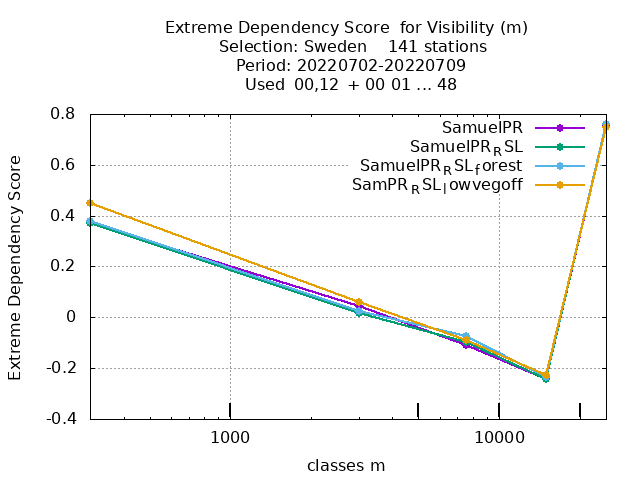 Extreme Dependency Score for Visibility (m)
Selection: Sweden 141 stations
Period: 20220702-20220709
Used 00,12 + 00 01 ... 48
Extreme Dependency Score
0.8
0.6
0.4
0.2
0
-0.2
-0.4
SamuelPR
SamuelPR_RSL
SamuelPR_RSL_forest
SamPR_RSL_lowvegoff
1000
10000
classes m